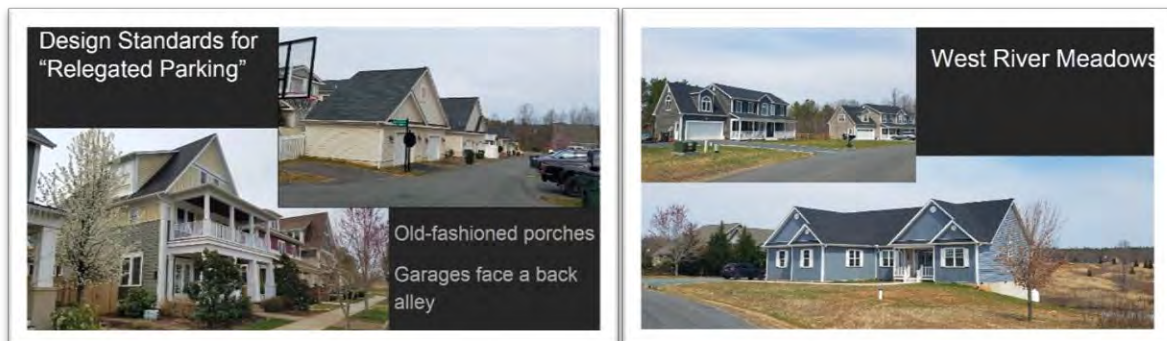 Design Standards for
“Relegated Parking”
Old-fashioned porches
Garages face a back
alley
West River Meadows